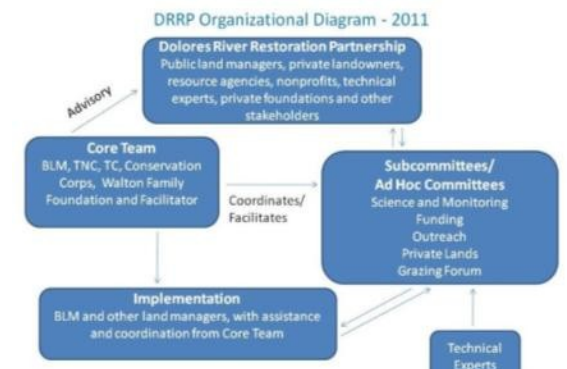 DRRP Organizational Diagram - 2011
Dolores River Restoration Partnership
Public land managers, private landowners,
resource agencies, nonprofits, technical
experts, private foundations and other
stakeholders
Advisory
Core Team
BLM, TNC, TC, Conservation
Corps, Walton Family
Foundation and Facilitator
Coordinates/
Facilitates
Subcommittees/
Ad Hoc Committees
Science and Monitoring
Funding
Outreach
Private Lands
Grazing Forum
Implementation
BLM and other land managers, with assistance
and coordination from Core Team
Technical
Experts